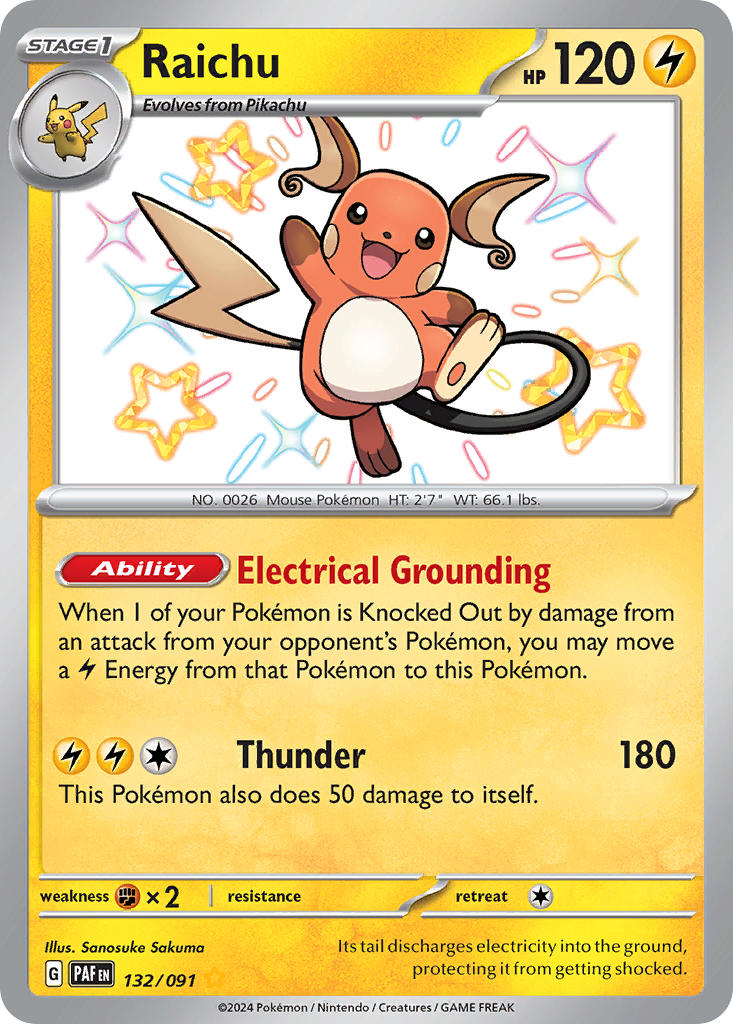 STAGE1
Raichu
HP 120
Evolves from Pikachu
NO. 0026 Mouse Pokémon HT: 2'7" WT: 66.1 lbs.
Ability Electrical Grounding
When 1 of your Pokémon is Knocked Out by damage from
an attack from your opponent's Pokémon, you may move
a Energy from that Pokémon to this Pokémon.
Thunder 180
This Pokémon also does 50 damage to itself.
weakness ×2 resistance retreat
Illus. Sanosuke Sakuma
Its tail discharges electricity into the ground,
protecting it from getting shocked.
G PAF EN 132/091
©2024 Pokémon / Nintendo / Creatures / GAME FREAK